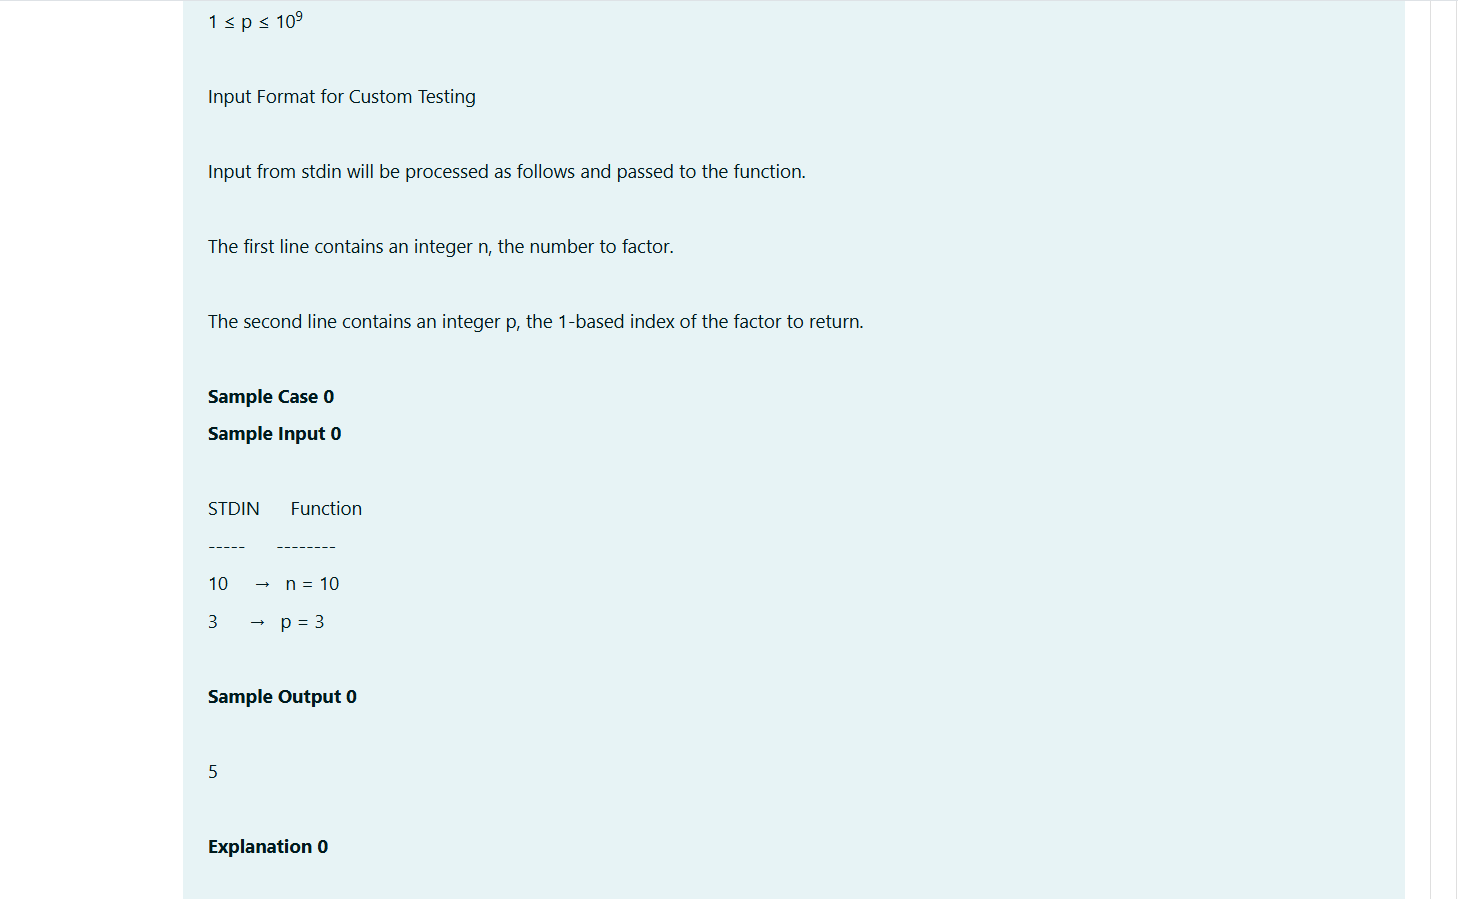 1 ≤ p ≤ 10⁹
Input Format for Custom Testing
Input from stdin will be processed as follows and passed to the function.
The first line contains an integer n, the number to factor.
The second line contains an integer p, the 1-based index of the factor to return.
Sample Case 0
Sample Input 0
STDIN Function
----- --------
10 → n = 10
3 → p = 3
Sample Output 0
5
Explanation 0